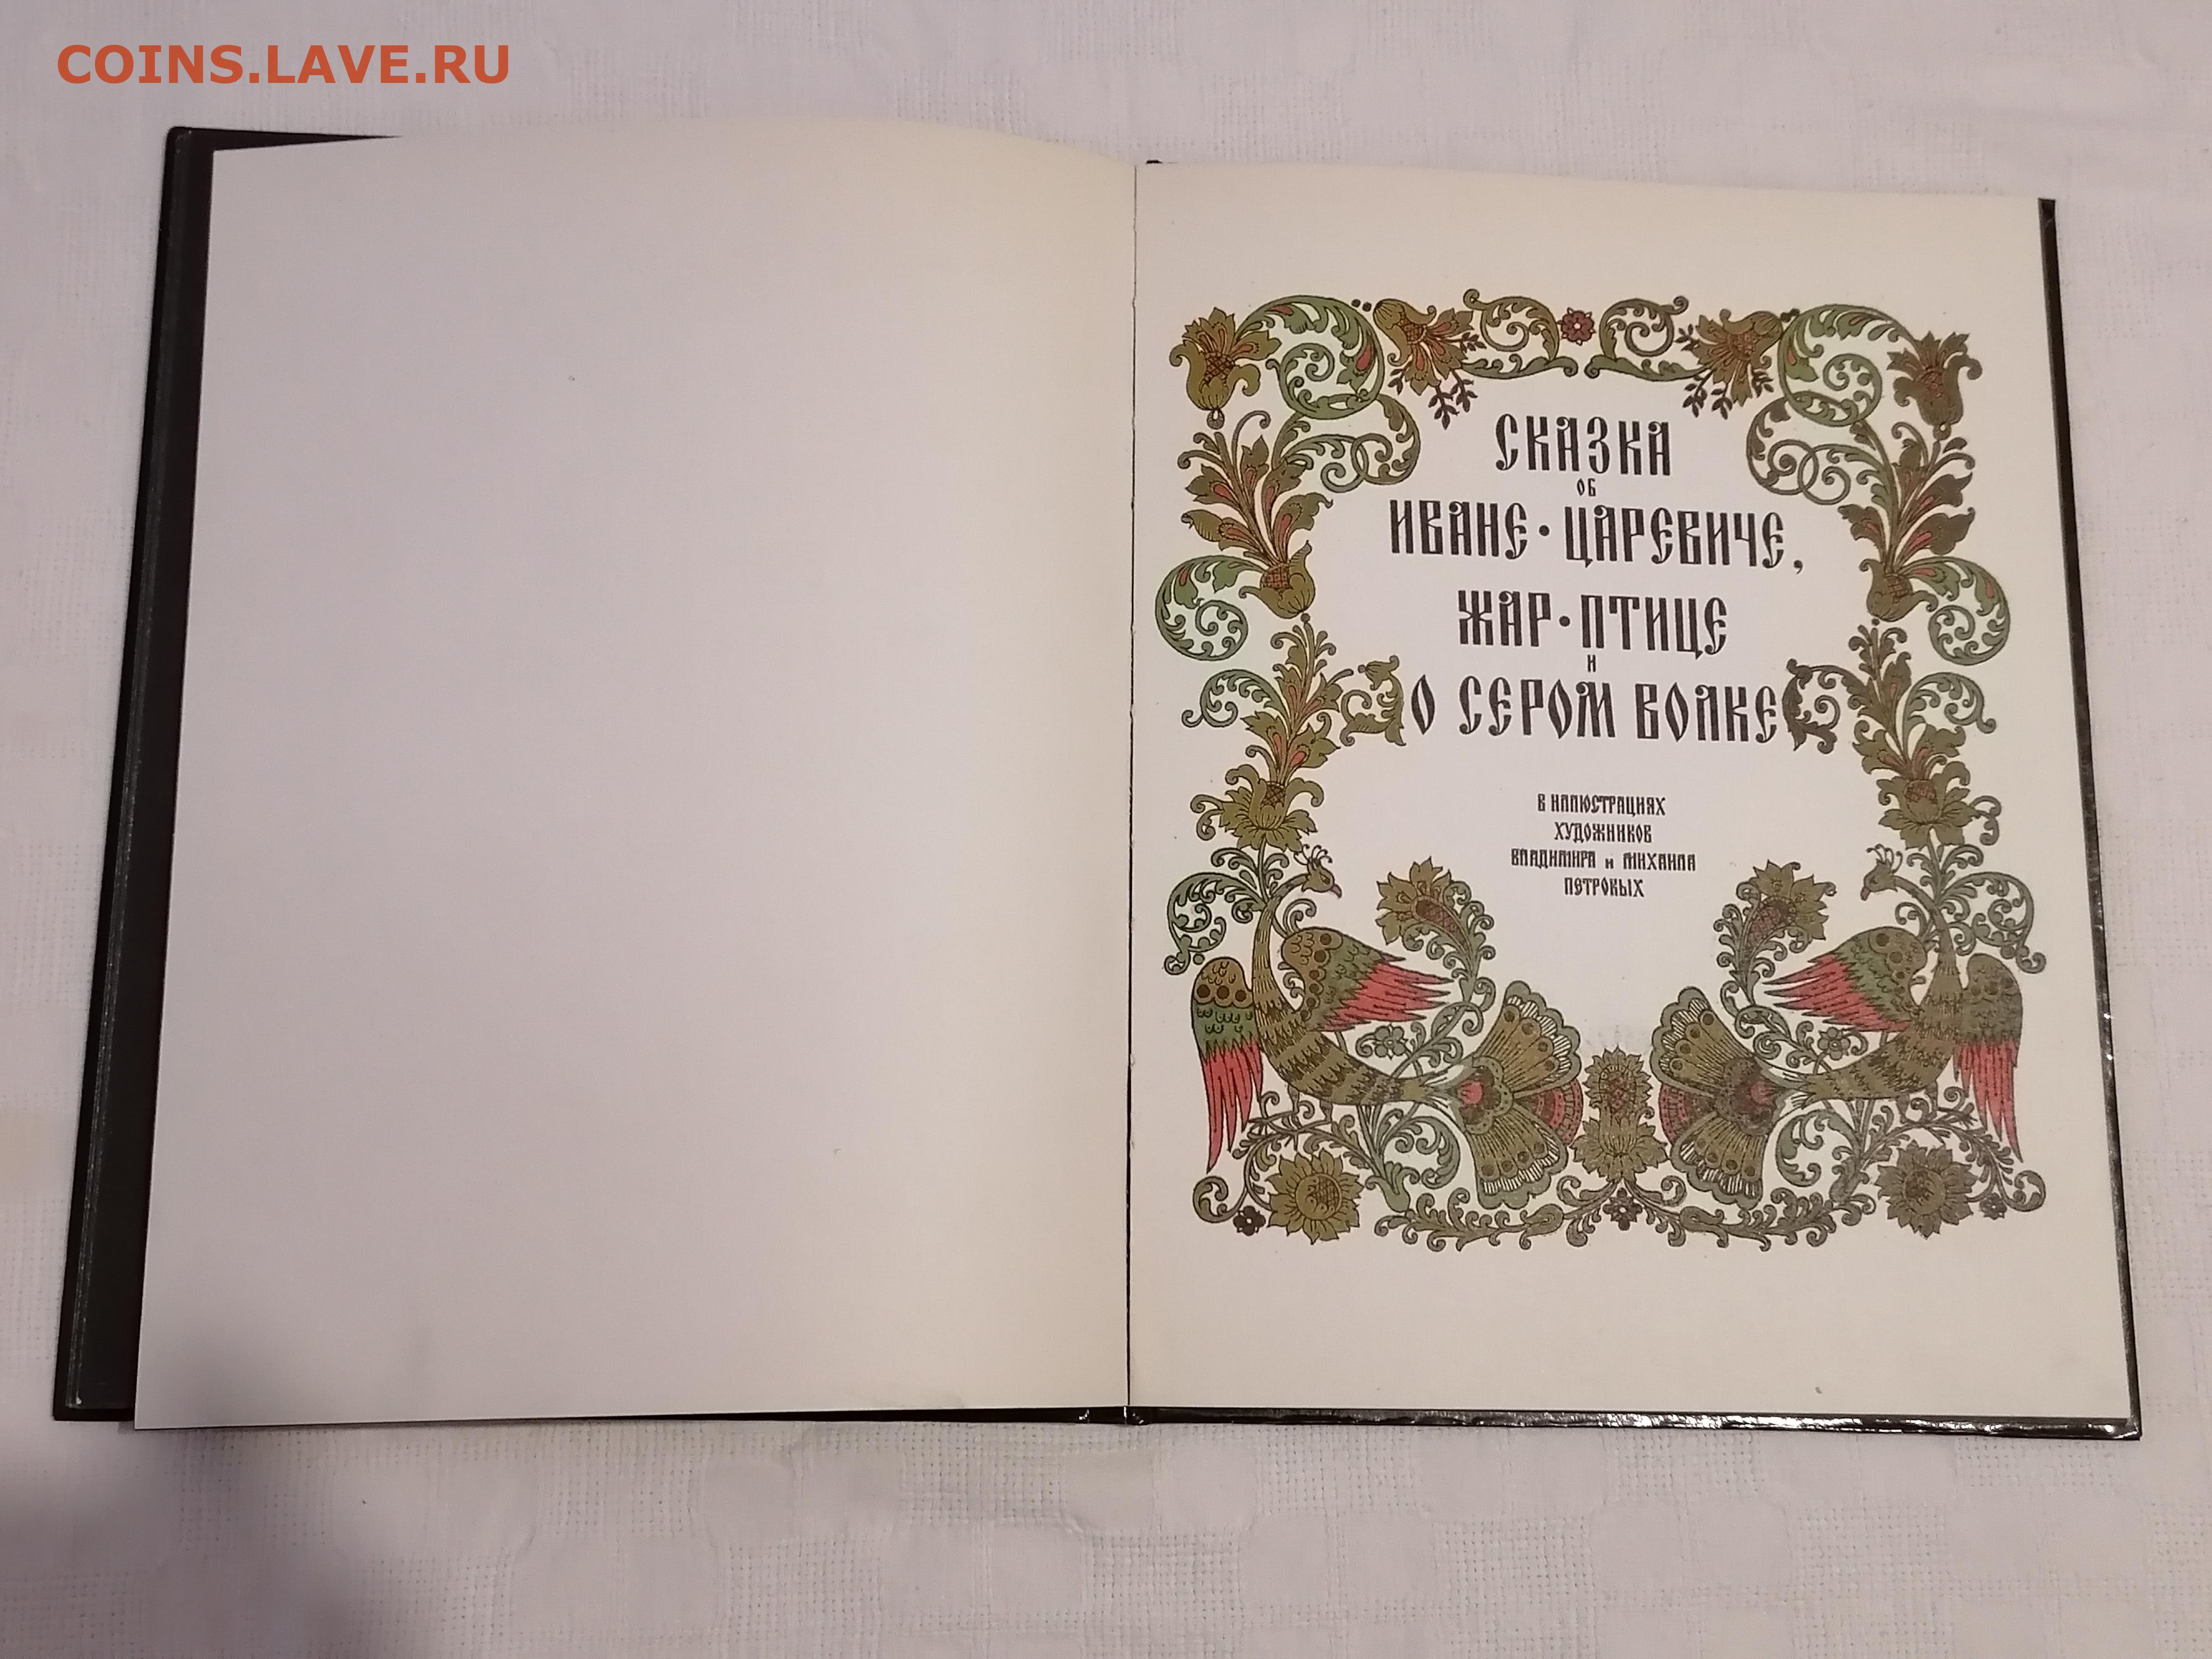 COINS.LAVE.RU
СКАЗКА
ОБ
ИВАНЕ·ЦАРЕВИЧЕ,
ЖАР·ПТИЦЕ
И
О СЕРОМ ВОЛКЕ
В ИЛЛЮСТРАЦИЯХ
ХУДОЖНИКОВ
ВЛАДИМИРА и МИХАИЛА
ПЕТРОВЫХ